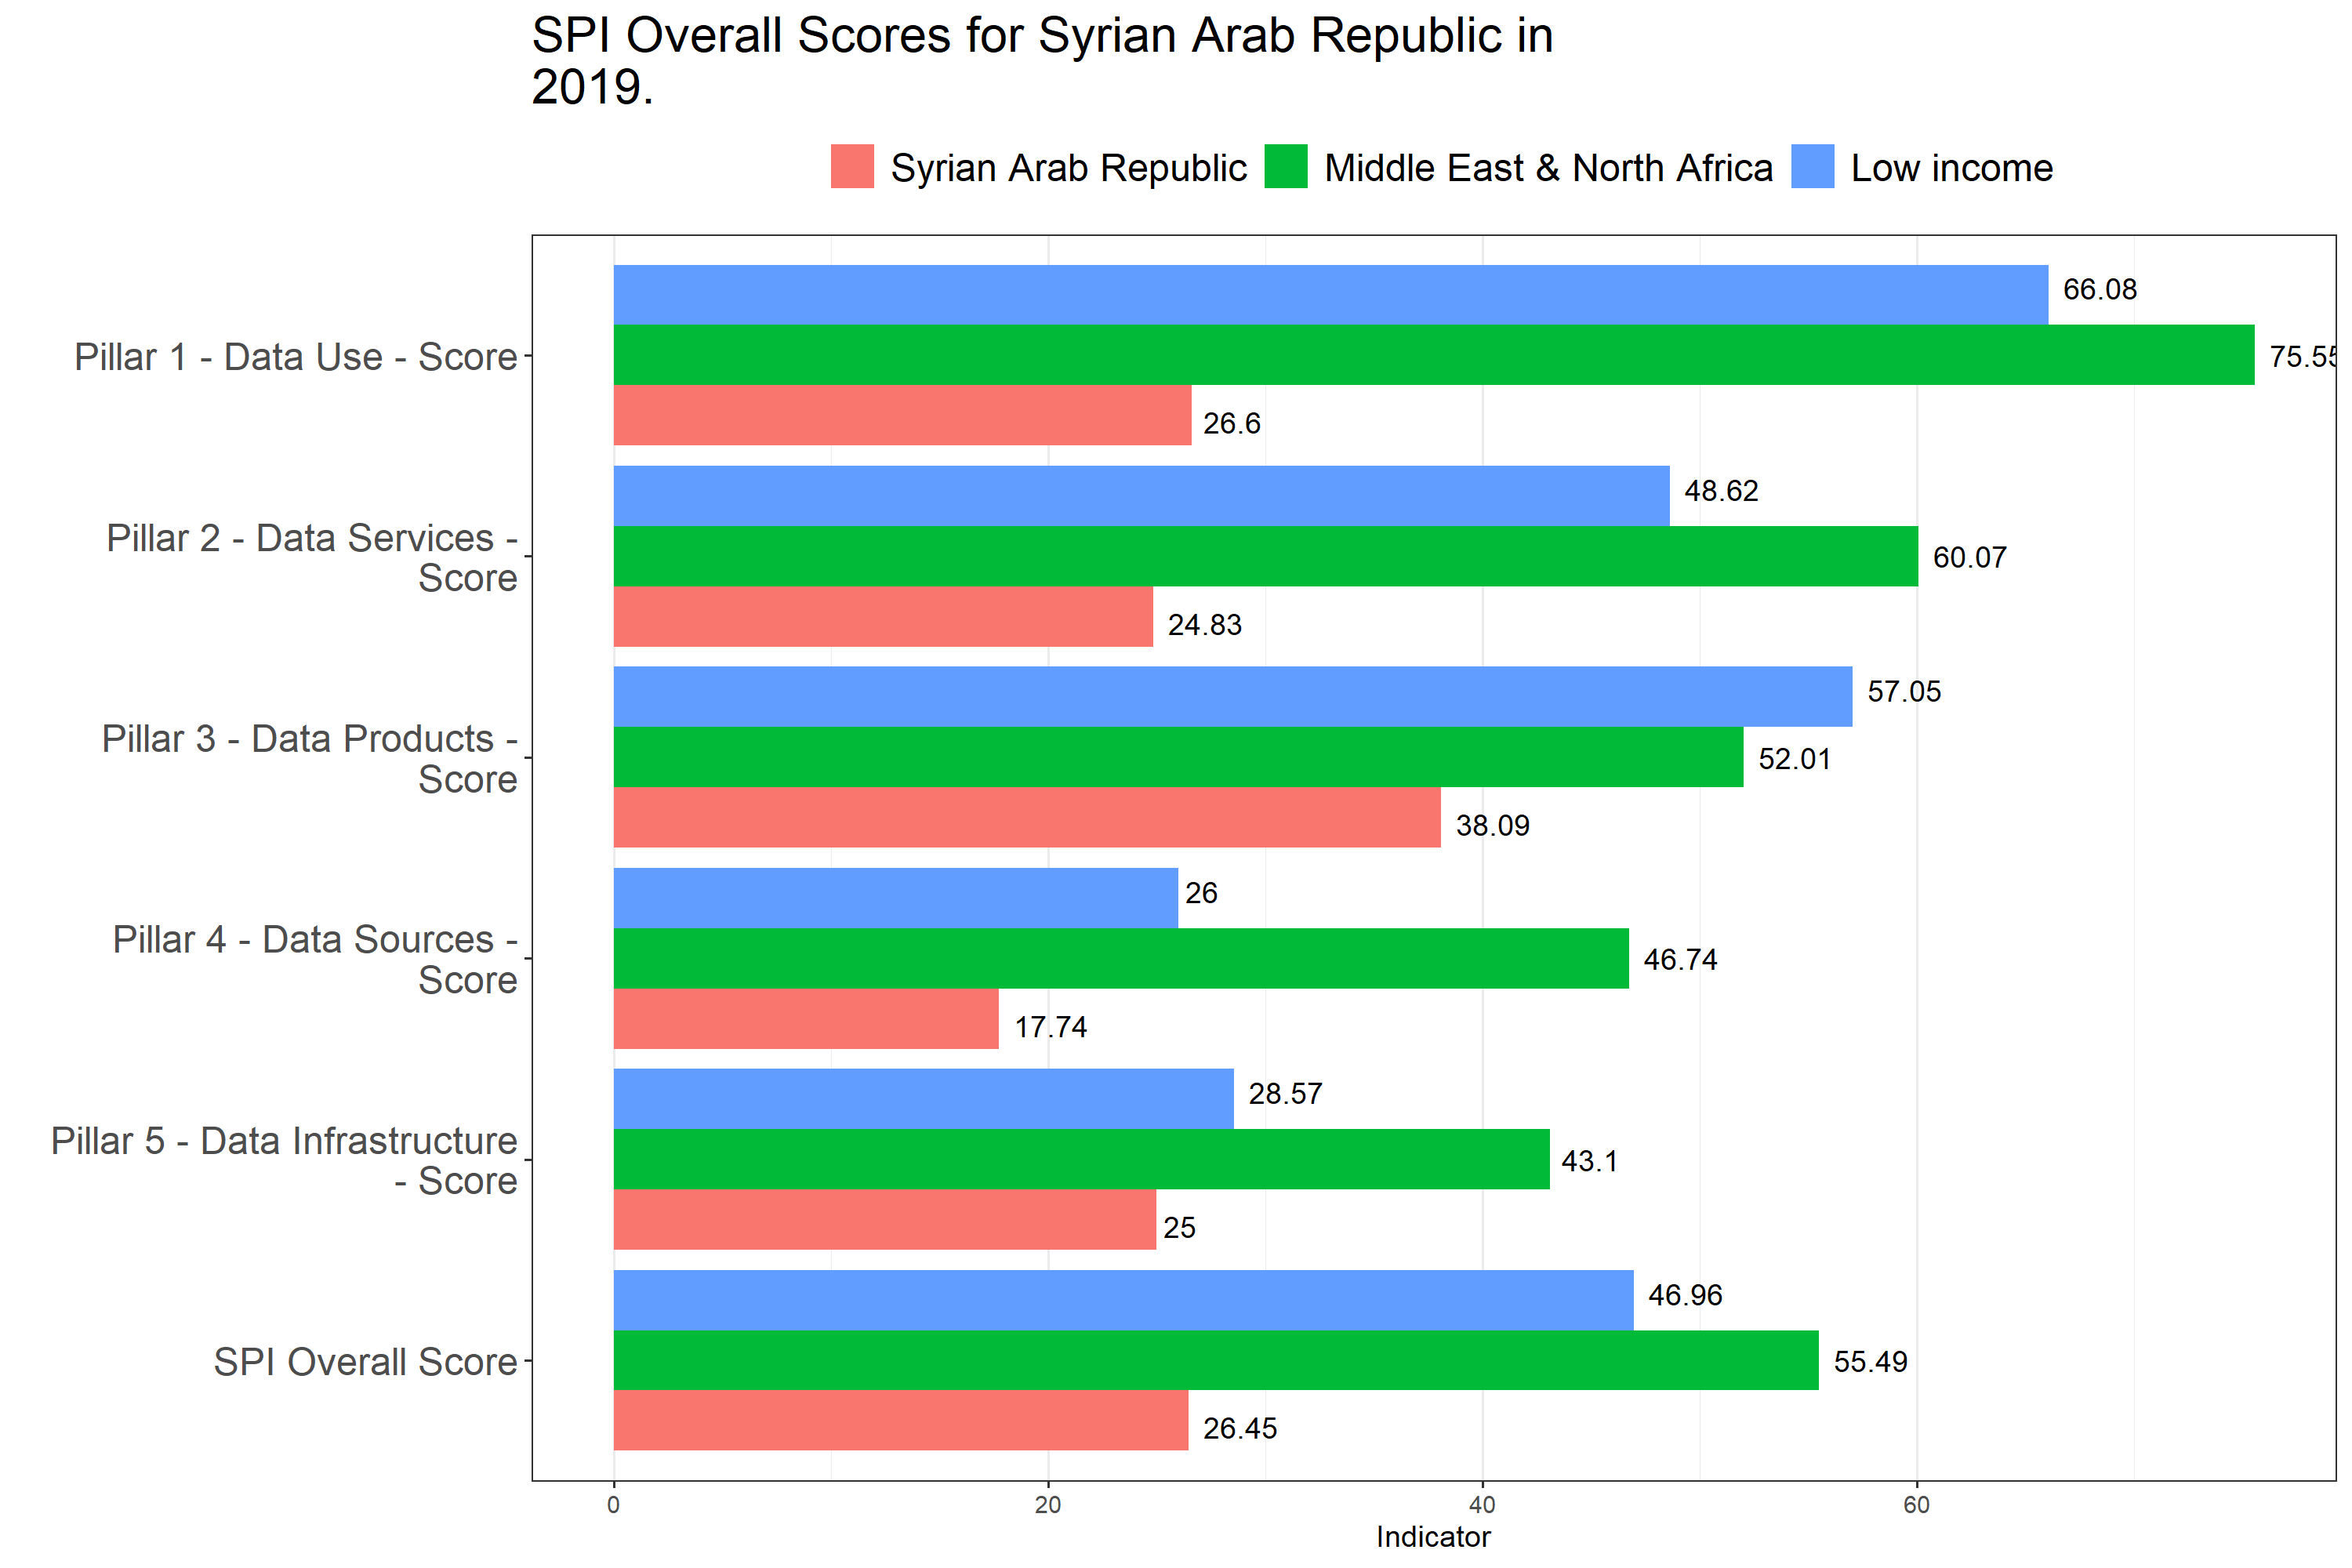 SPI Overall Scores for Syrian Arab Republic in
2019.
Syrian Arab Republic Middle East & North Africa Low income
Pillar 1 - Data Use - Score
66.08
75.55
26.6
Pillar 2 - Data Services -
Score
48.62
60.07
24.83
Pillar 3 - Data Products -
Score
57.05
52.01
38.09
Pillar 4 - Data Sources -
Score
26
46.74
17.74
Pillar 5 - Data Infrastructure
- Score
28.57
43.1
25
SPI Overall Score
46.96
55.49
26.45
0 20 40 60
Indicator